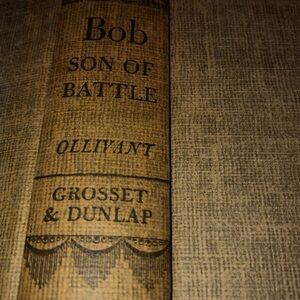 Bob
SON OF
BATTLE
OLLIVANT
GROSSET
& DUNLAP